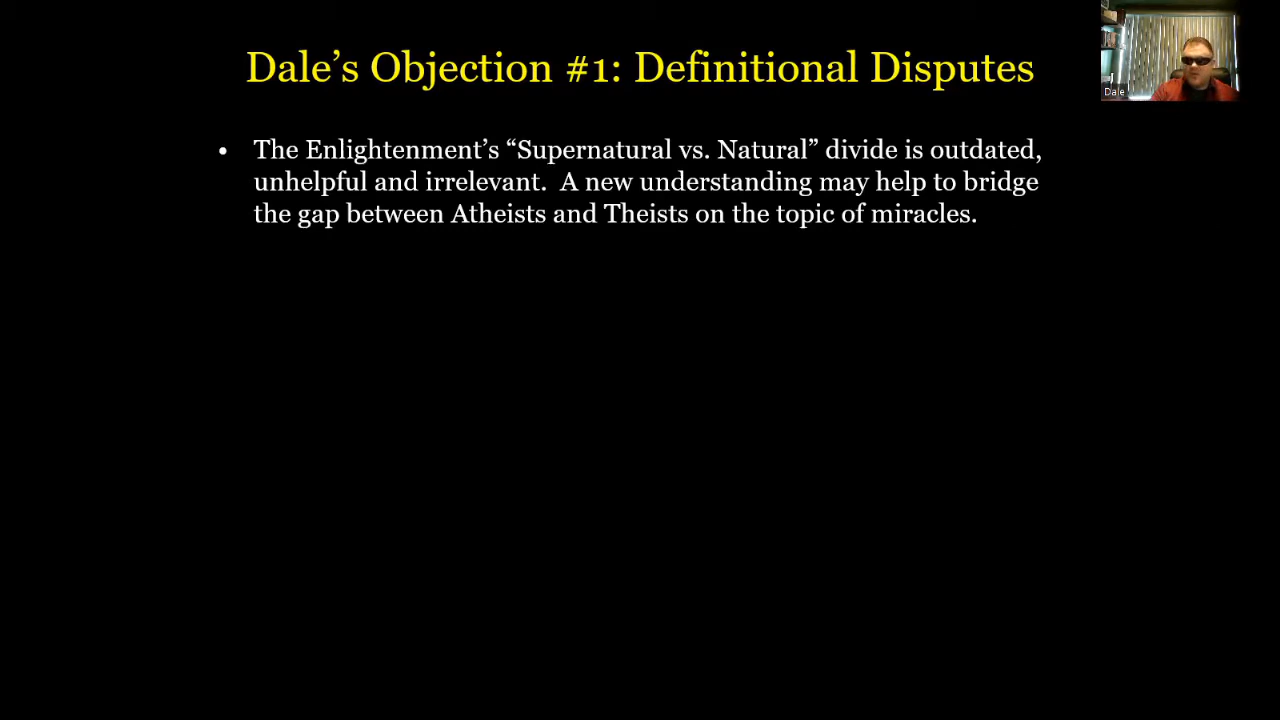 Dale’s Objection #1: Definitional Disputes
Dale
• The Enlightenment’s “Supernatural vs. Natural” divide is outdated,
unhelpful and irrelevant.  A new understanding may help to bridge
the gap between Atheists and Theists on the topic of miracles.